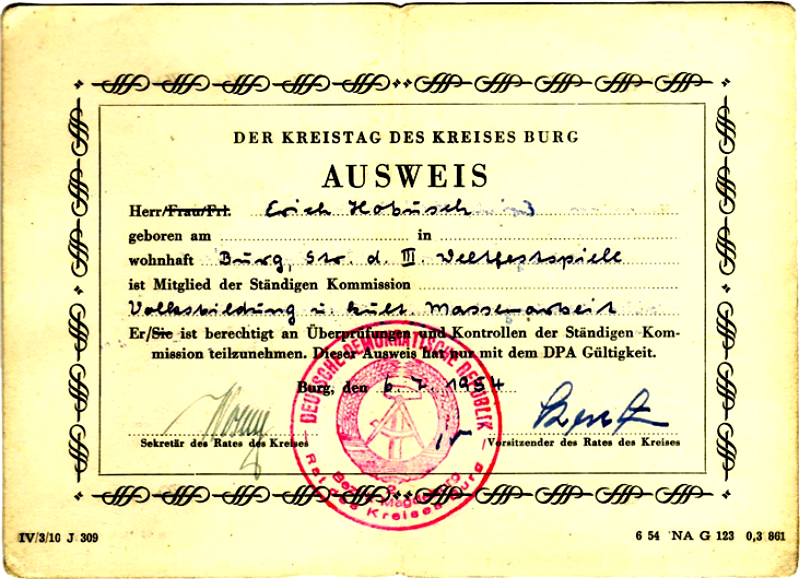 DER KREISTAG DES KREISES BURG
AUSWEIS
Herr/Frau/Frl. Erich Hobusch
geboren am in
wohnhaft Burg, Str. d. III. Weltfestspiele
ist Mitglied der Ständigen Kommission
Volksbildung u. kult. Massenarbeit
Er/Sie ist berechtigt an Überprüfungen und Kontrollen der Ständigen Kom-
mission teilzunehmen. Dieser Ausweis hat nur mit dem DPA Gültigkeit.
Burg, den 6. 7. 1954
Sekretär des Rates des Kreises
Vorsitzender des Rates des Kreises
DEUTSCHE DEMOKRATISCHE REPUBLIK
Bezirk Magdeburg
Rat des Kreises Burg
IV/3/10 J 309
6 54 NA G 123 0,3 861